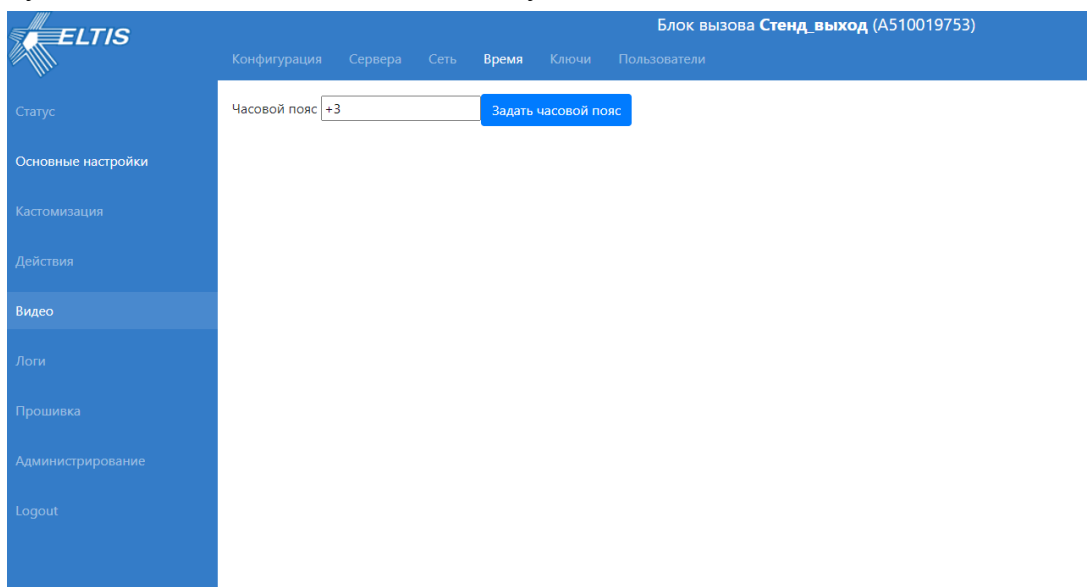 ELTIS
Блок вызова Стенд_выход (A510019753)
Конфигурация Сервера Сеть Время Ключи Пользователи
Часовой пояс +3 Задать часовой пояс
Статус
Основные настройки
Кастомизация
Действия
Видео
Логи
Прошивка
Администрирование
Logout